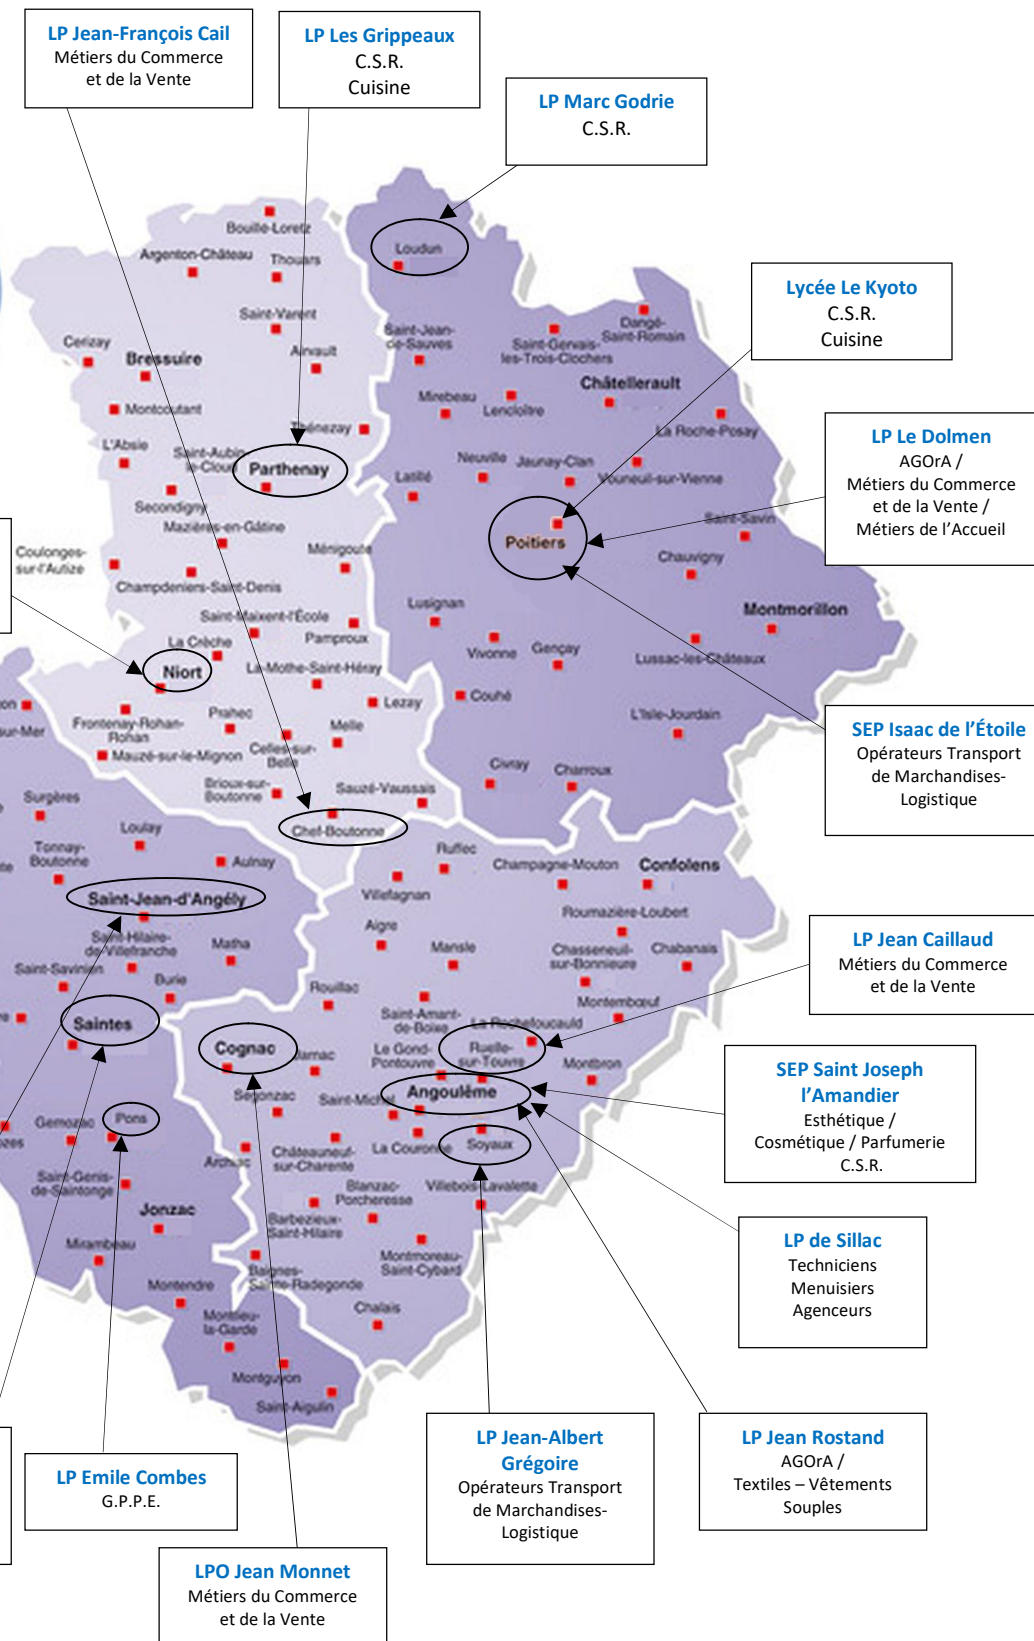 LP Jean-François Cail
Métiers du Commerce
et de la Vente
LP Les Grippeaux
C.S.R.
Cuisine
LP Marc Godrie
C.S.R.
Lycée Le Kyoto
C.S.R.
Cuisine
LP Le Dolmen
AGOrA /
Métiers du Commerce
et de la Vente /
Métiers de l’Accueil
SEP Isaac de l’Étoile
Opérateurs Transport
de Marchandises-
Logistique
LP Jean Caillaud
Métiers du Commerce
et de la Vente
SEP Saint Joseph
l’Amandier
Esthétique /
Cosmétique / Parfumerie
C.S.R.
LP de Sillac
Techniciens
Menuisiers
Agenceurs
LP Jean Rostand
AGOrA /
Textiles – Vêtements
Souples
LP Jean-Albert
Grégoire
Opérateurs Transport
de Marchandises-
Logistique
LPO Jean Monnet
Métiers du Commerce
et de la Vente
LP Emile Combes
G.P.P.E.
Bouillé-Loretz
Argenton-Château
Thouars
Loudun
Saint-Varent
Cerizay
Bressuire
Airvault
Saint-Jean-
de-Sauves
Saint-Gervais-
les-Trois-Clochers
Dangé-
Saint-Romain
Châtellerault
Moncoutant
Mirebeau
Lencloître
Thénezay
La Roche-Posay
L'Absie
Saint-Aubin
le-Cloud
Parthenay
Latillé
Neuville
Jaunay-Clan
Vouneuil-sur-Vienne
Secondigny
Mazières-en-Gâtine
Poitiers
Saint-Savin
Coulonges-
sur-l'Autize
Ménigoute
Chauvigny
Champdeniers-Saint-Denis
Lusignan
Montmorillon
Saint-Maixent-l'École
Pamproux
La Crèche
Vivonne
Gençay
Lussac-les-Châteaux
Niort
La-Mothe-Saint-Héray
Couhé
Lezay
Frontenay-Rohan-
Rohan
Prahec
L'Isle-Jourdain
sur-Mer
Mauzé-sur-le-Mignon
Celles-sur-
Belle
Melle
Civray
Charroux
Brioux-sur-
Boutonne
Sauzé-Vaussais
Surgères
Chef-Boutonne
Loulay
Tonnay-
Boutonne
Aulnay
Ruffec
Champagne-Mouton
Confolens
Villefagnan
Saint-Jean-d'Angély
Roumazière-Loubert
Aigre
Saint-Hilaire-
de-Villefranche
Matha
Mansle
Chasseneuil-
sur-Bonnieure
Chabanais
Saint-Savinien
Burie
Rouillac
Montembœuf
Saint-Amant-
de-Boixe
La Rochefoucauld
Saintes
Cognac
Jarnac
Le Gond-
Pontouvre
Ruelle-
sur-Touvre
Montbron
Segonzac
Angoulême
Saint-Michel
Gemozac
Pons
La Couronne
Soyaux
Archiac
Châteauneuf-
sur-Charente
Saint-Genis-
de-Saintonge
Blanzac-
Porcheresse
Villebois-Lavalette
Jonzac
Barbezieux-
Saint-Hilaire
Mirambeau
Montmoreau-
Saint-Cybard
Baignes-
Sainte-Radegonde
Montendre
Chalais
Montlieu-
la-Garde
Montguyon
Saint-Aigulin